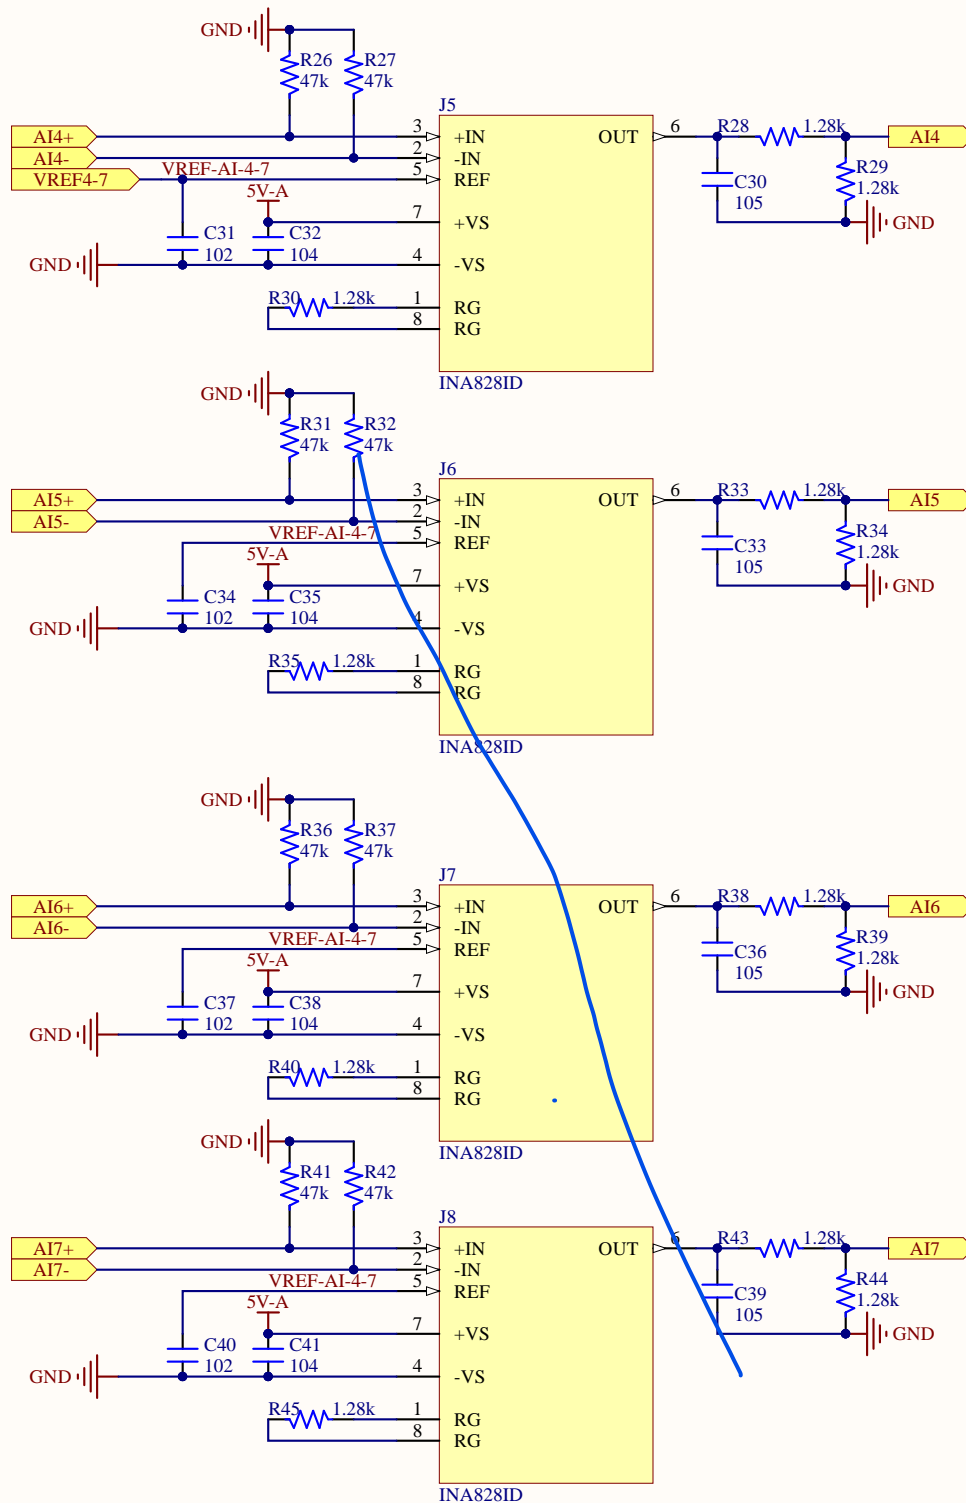 GND
R26 R27
47k 47k
J5
AI4+ 3 +IN OUT 6 R28 1.28k AI4
AI4- 2 -IN
VREF4-7 VREF-AI-4-7 5 REF
R29
1.28k
C30
105
5V-A
7 +VS
GND
C31 C32
102 104
GND 4 -VS
R30 1.28k 1 RG
8 RG
INA828ID
GND
R31 R32
47k 47k
J6
AI5+ 3 +IN OUT 6 R33 1.28k AI5
AI5- 2 -IN
VREF-AI-4-7 5 REF
R34
1.28k
C33
105
5V-A
7 +VS
GND
C34 C35
102 104
GND 4 -VS
R35 1.28k 1 RG
8 RG
INA828ID
GND
R36 R37
47k 47k
J7
AI6+ 3 +IN OUT 6 R38 1.28k AI6
AI6- 2 -IN
VREF-AI-4-7 5 REF
R39
1.28k
C36
105
5V-A
7 +VS
GND
C37 C38
102 104
GND 4 -VS
R40 1.28k 1 RG
8 RG
INA828ID
GND
R41 R42
47k 47k
J8
AI7+ 3 +IN OUT 6 R43 1.28k AI7
AI7- 2 -IN
VREF-AI-4-7 5 REF
R44
1.28k
C39
105
5V-A
7 +VS
GND
C40 C41
102 104
GND 4 -VS
R45 1.28k 1 RG
8 RG
INA828ID